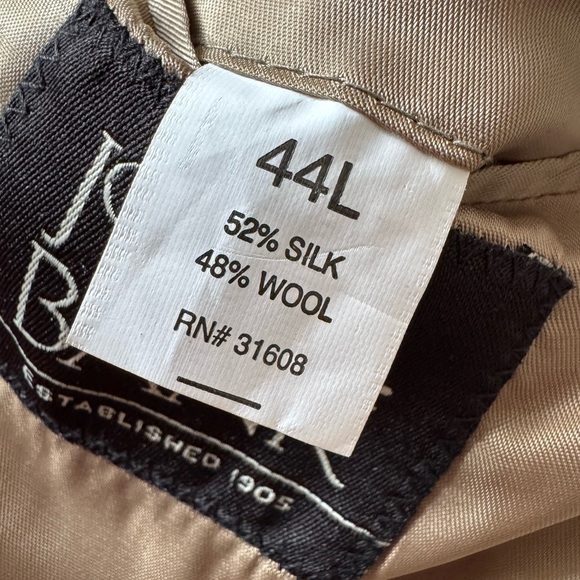 44L
52% SILK
48% WOOL
RN# 31608
ESTABLISHED 1905